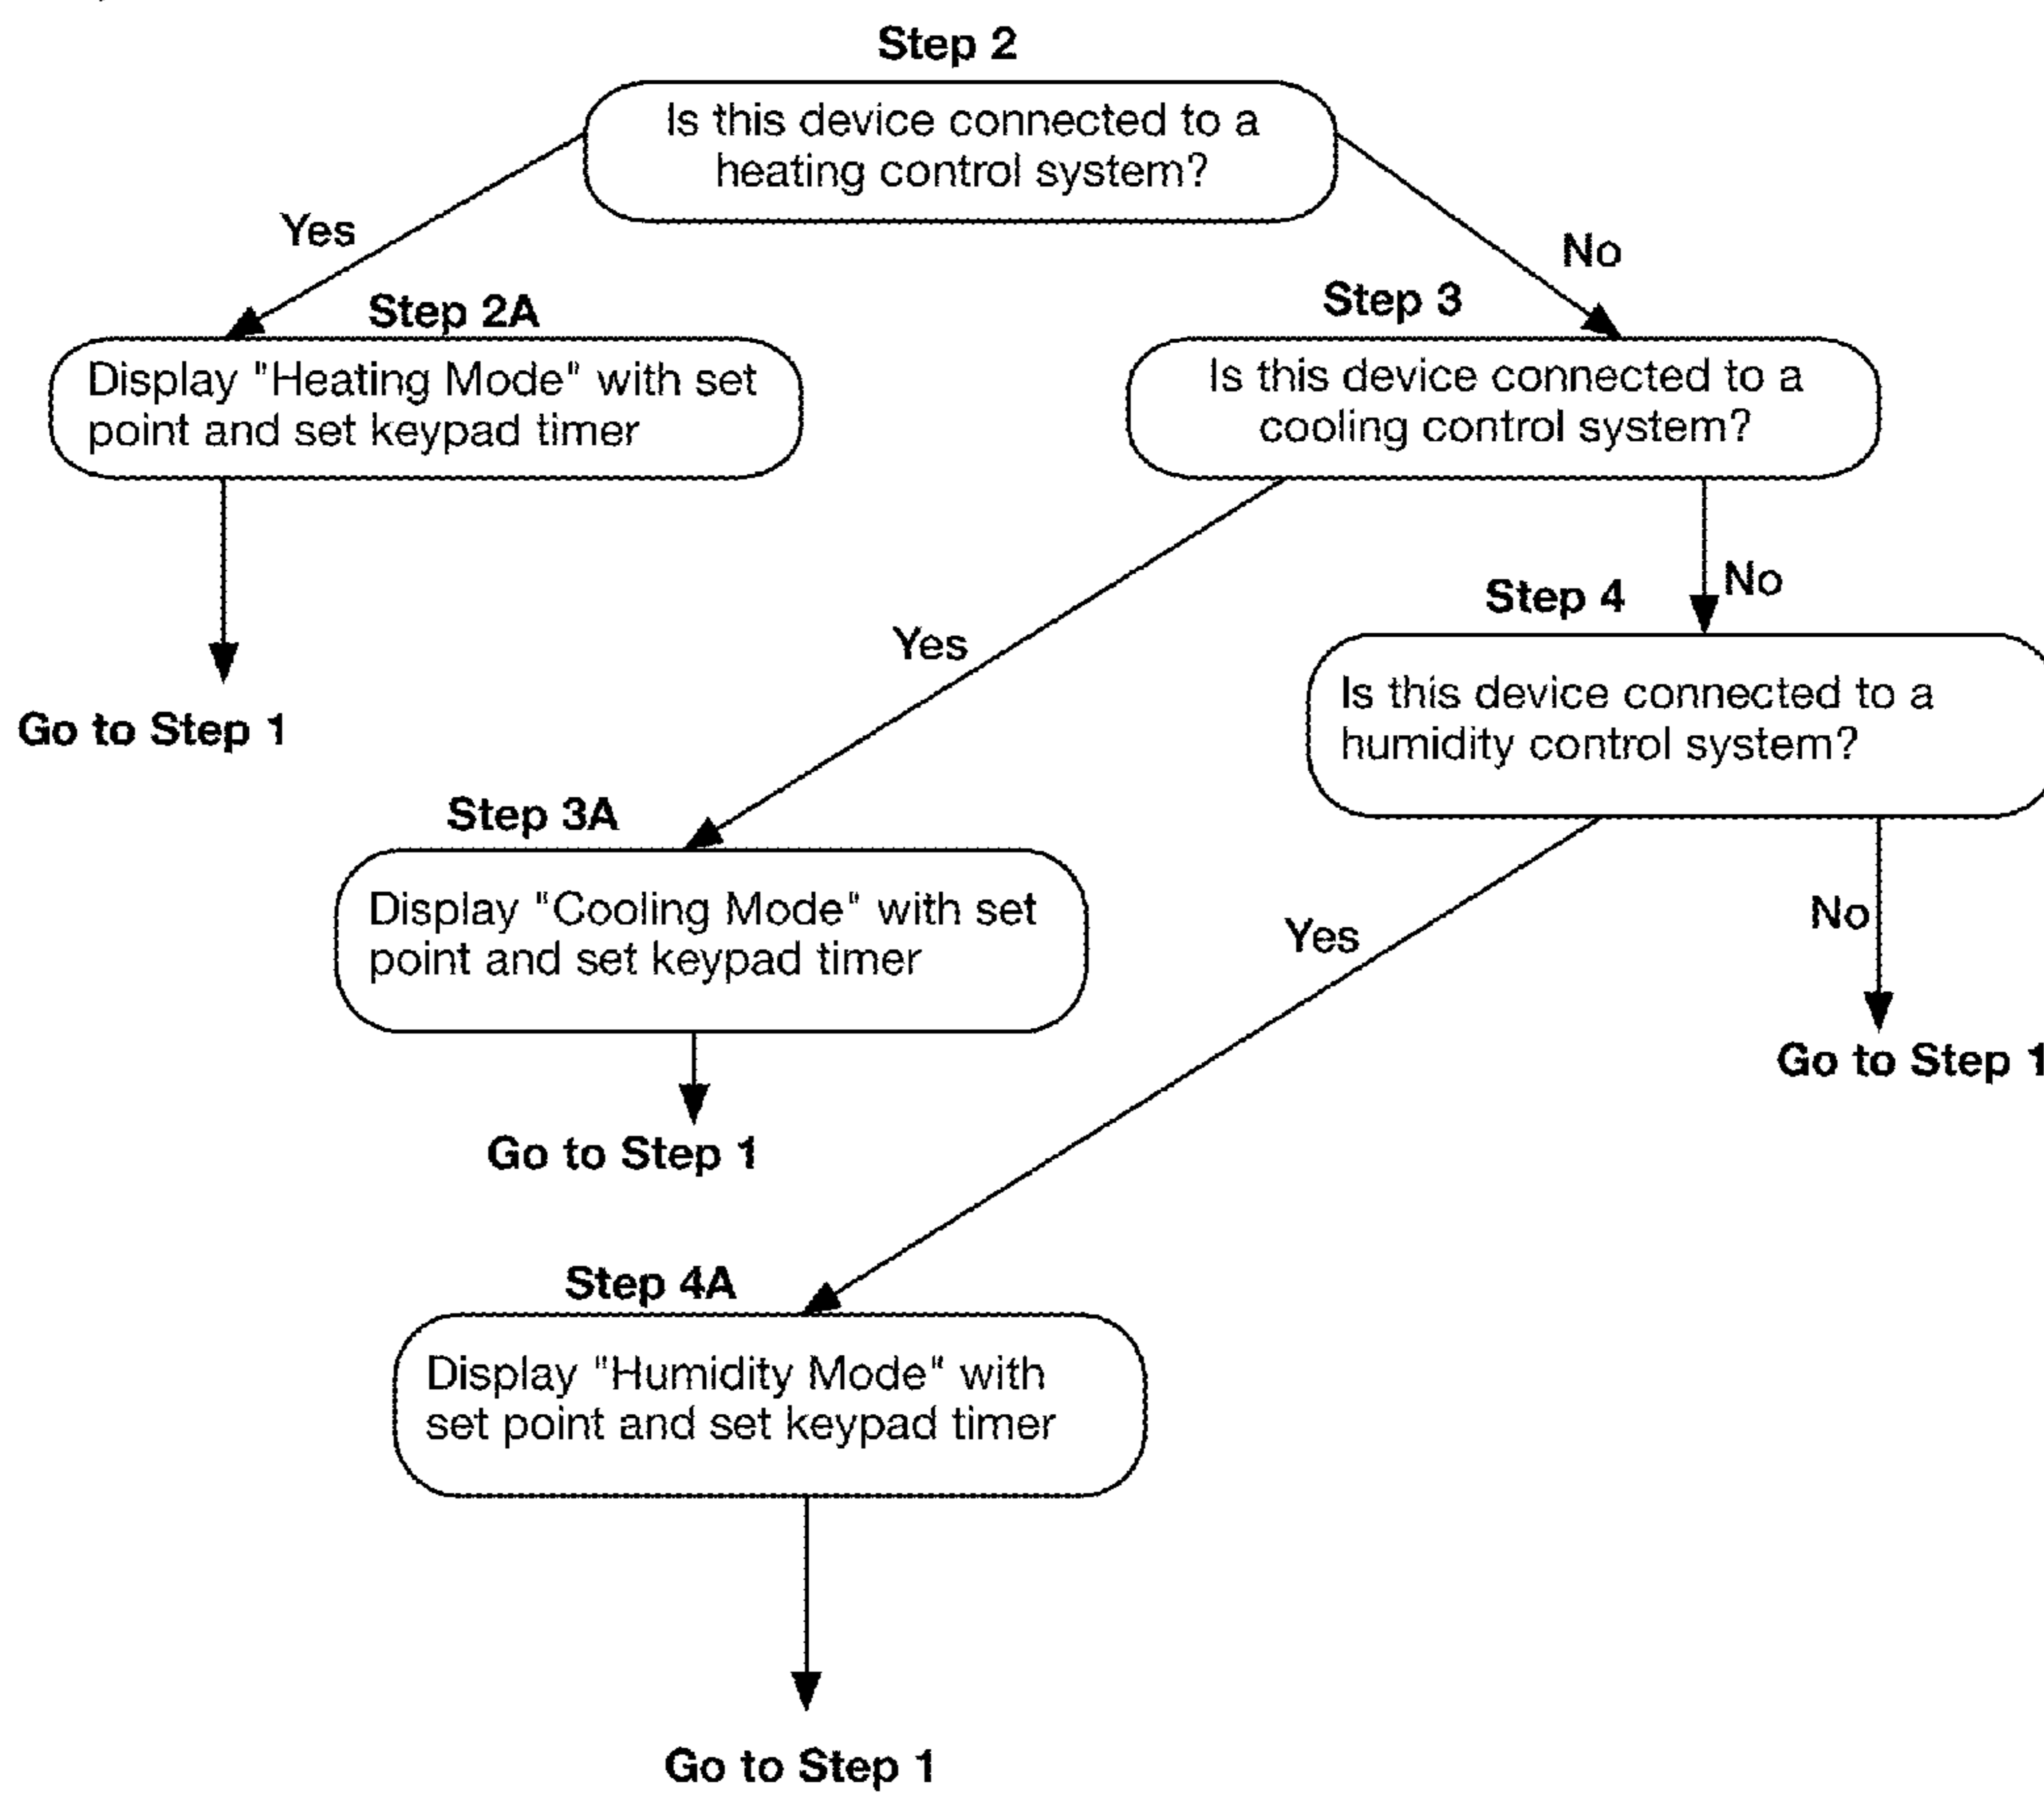 Step 2
Is this device connected to a
heating control system?
Yes
No
Step 2A
Display "Heating Mode" with set
point and set keypad timer
Step 3
Is this device connected to a
cooling control system?
Go to Step 1
Yes
No
Step 4
Is this device connected to a
humidity control system?
Step 3A
Display "Cooling Mode" with set
point and set keypad timer
Go to Step 1
Yes
No
Go to Step 1
Step 4A
Display "Humidity Mode" with
set point and set keypad timer
Go to Step 1